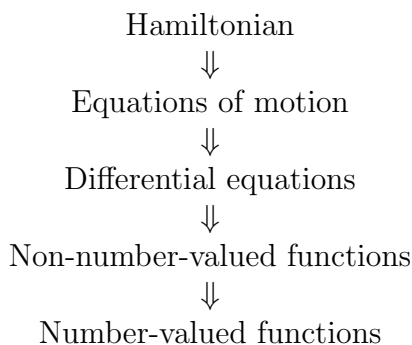 Hamiltonian
⇓
Equations of motion
⇓
Differential equations
⇓
Non-number-valued functions
⇓
Number-valued functions